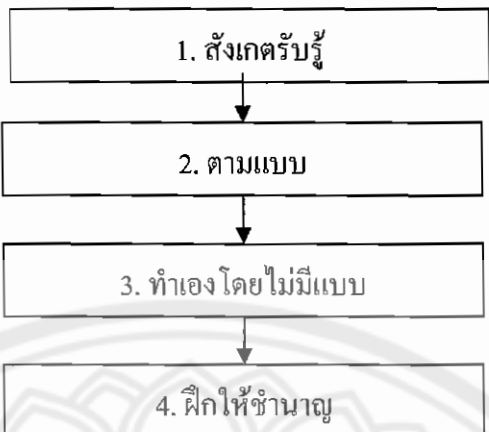 1. สังเกตรับรู้
2. ตามแบบ
3. ทำเองโดยไม่มีแบบ
4. ฝึกให้ชำนาญ